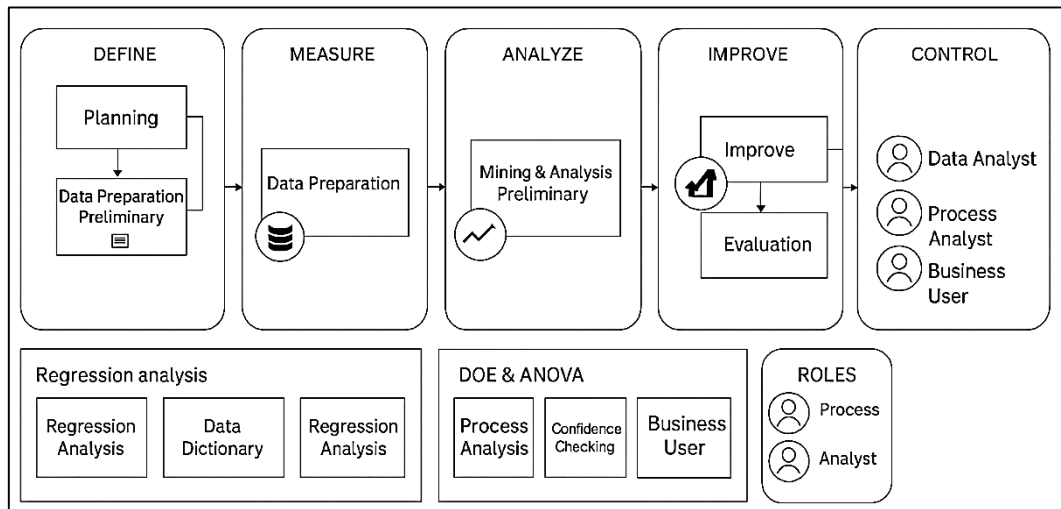 DEFINE
Planning
Data Preparation
Preliminary
MEASURE
Data Preparation
ANALYZE
Mining & Analysis
Preliminary
IMPROVE
Improve
Evaluation
CONTROL
Data Analyst
Process
Analyst
Business
User
Regression analysis
Regression
Analysis
Data
Dictionary
Regression
Analysis
DOE & ANOVA
Process
Analysis
Confidence
Checking
Business
User
ROLES
Process
Analyst